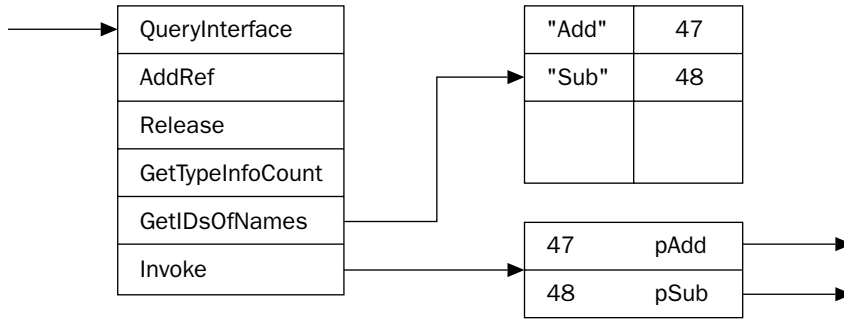 QueryInterface
AddRef
Release
GetTypeInfoCount
GetIDsOfNames
Invoke
"Add" 47
"Sub" 48
47 pAdd
48 pSub